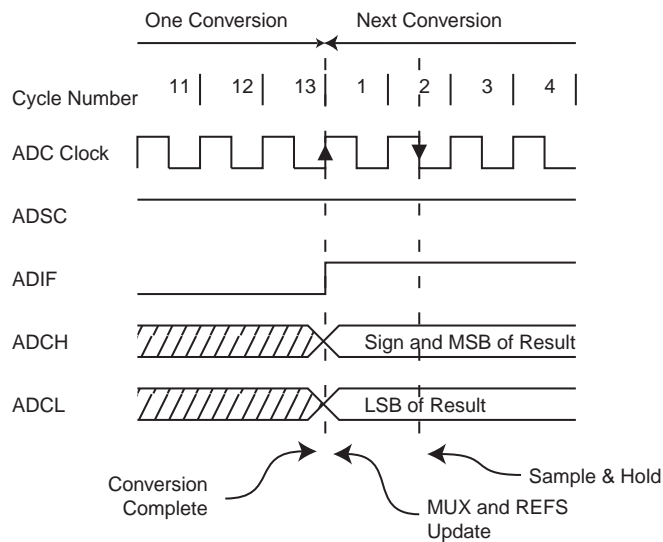 One Conversion Next Conversion
Cycle Number 11 12 13 1 2 3 4
ADC Clock
ADSC
ADIF
ADCH Sign and MSB of Result
ADCL LSB of Result
Conversion
Complete
MUX and REFS
Update
Sample & Hold